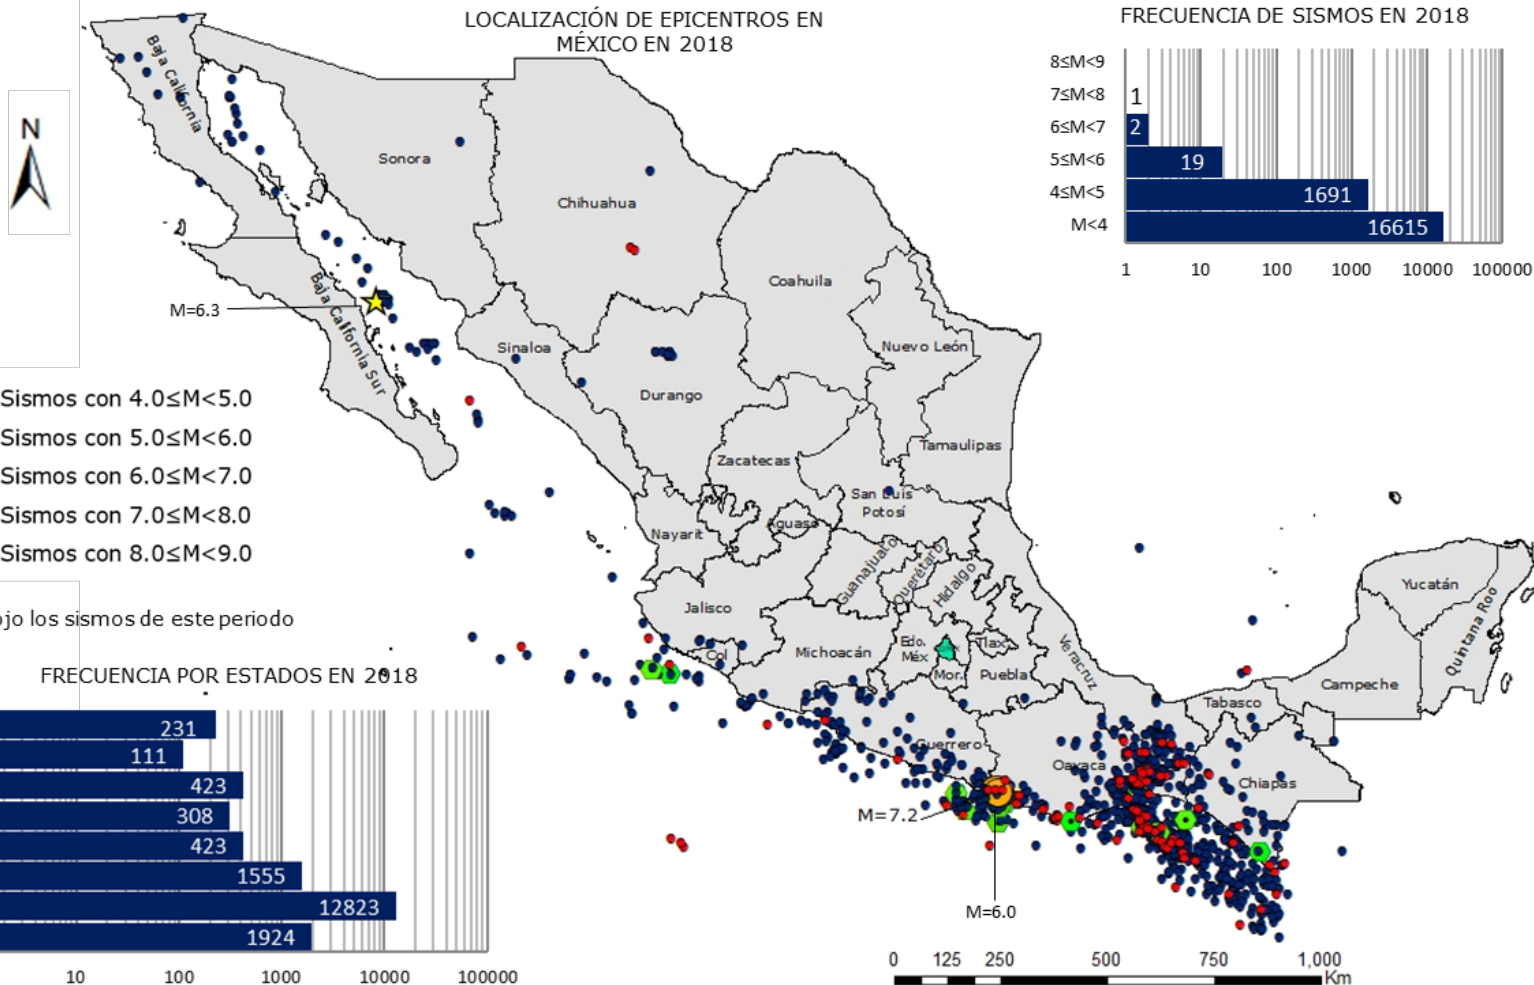 LOCALIZACIÓN DE EPICENTROS EN
MÉXICO EN 2018
FRECUENCIA DE SISMOS EN 2018
8≤M<9
7≤M<8 1
6≤M<7 2
5≤M<6 19
4≤M<5 1691
M<4 16615
1 10 100 1000 10000 100000
N
Baja California
Sonora
Chihuahua
Coahuila
M=6.3
Baja California Sur
Sinaloa
Nuevo León
Durango
Tamaulipas
Zacatecas
San Luis
Potosí
Nayarit
Aguasc
Guanajuato
Querétaro
Hidalgo
Jalisco
Col
Michoacán
Edo.
Méx
Tlax
Mor.
Puebla
Veracruz
Yucatán
Quintana Roo
Campeche
Tabasco
Guerrero
Oaxaca
Chiapas
M=7.2
M=6.0
Sismos con 4.0≤M<5.0
Sismos con 5.0≤M<6.0
Sismos con 6.0≤M<7.0
Sismos con 7.0≤M<8.0
Sismos con 8.0≤M<9.0
ojo los sismos de este periodo
FRECUENCIA POR ESTADOS EN 2018
231
111
423
308
423
1555
12823
1924
10 100 1000 10000 100000
0 125 250 500 750 1,000
Km